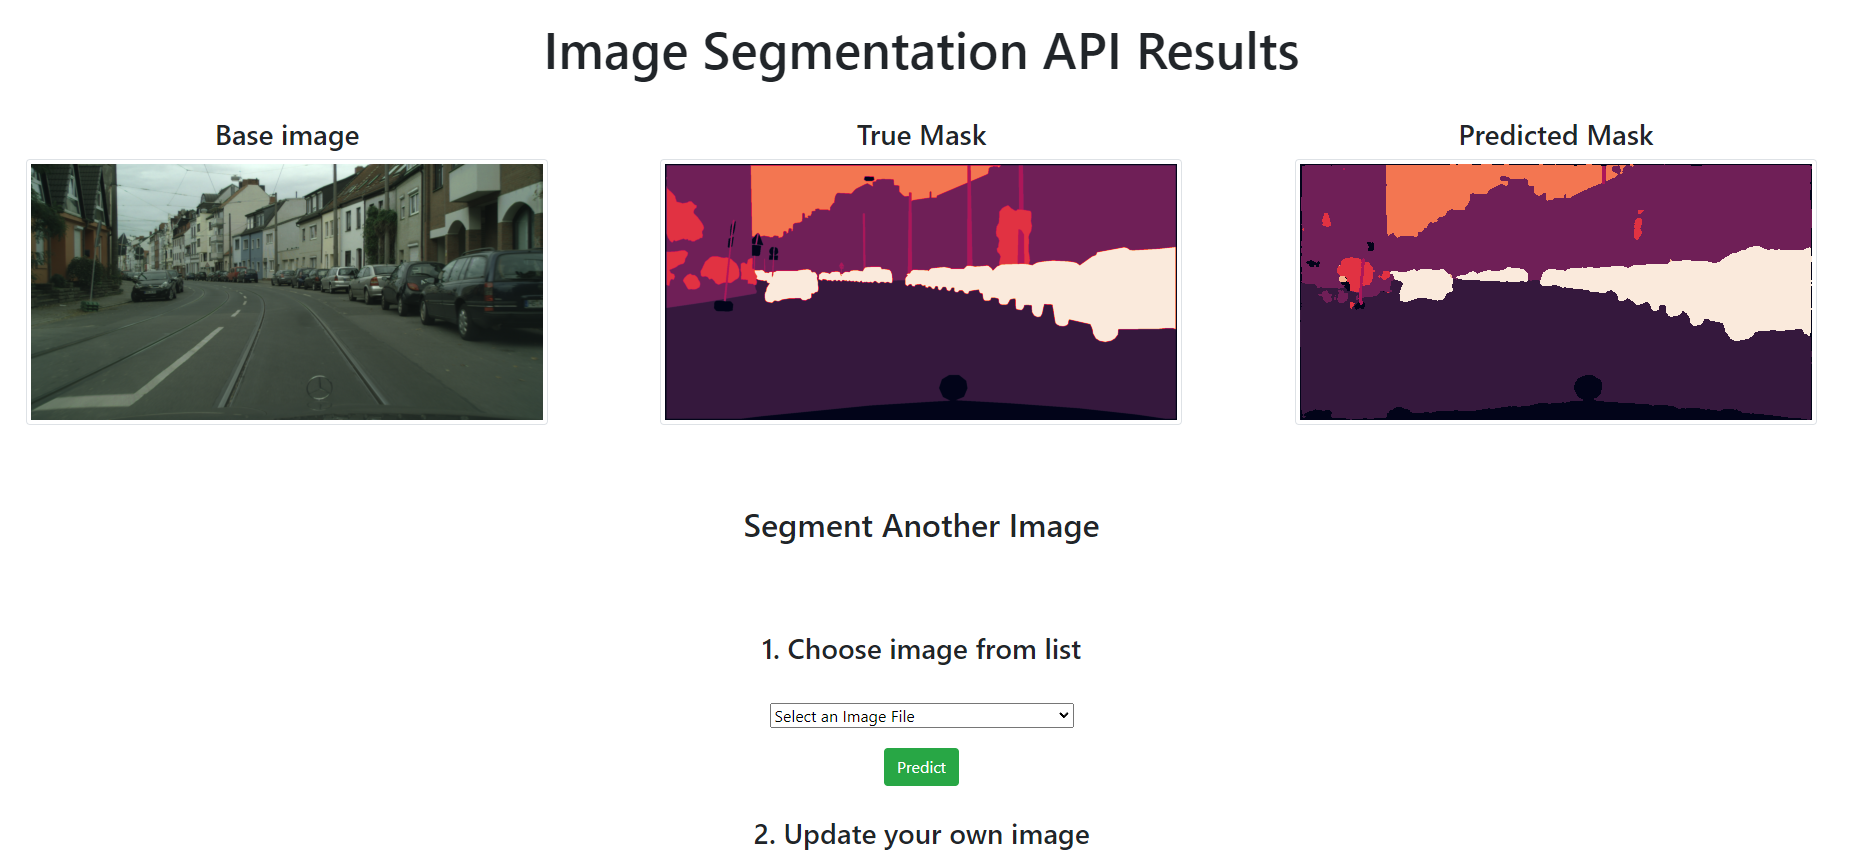 Image Segmentation API Results
Base image
True Mask
Predicted Mask
Segment Another Image
1. Choose image from list
Select an Image File
Predict
2. Update your own image